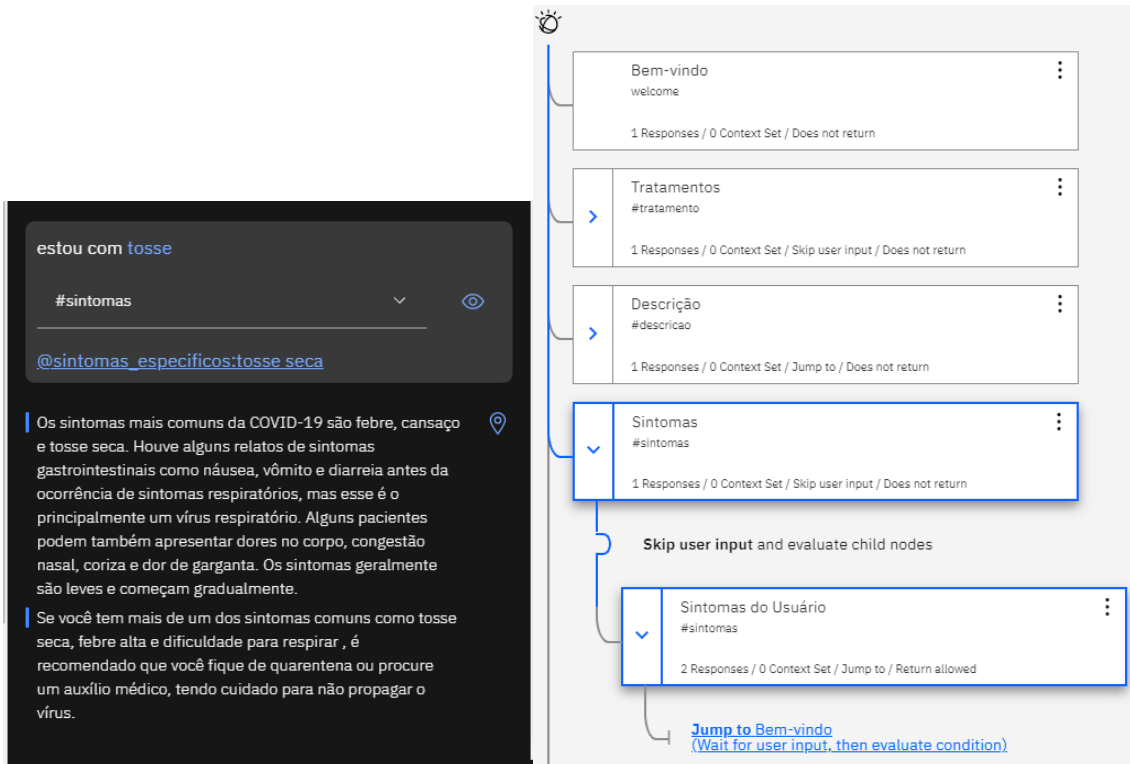 estou com tosse
#sintomas
@sintomas_especificos:tosse seca
Os sintomas mais comuns da COVID-19 são febre, cansaço
e tosse seca. Houve alguns relatos de sintomas
gastrointestinais como náusea, vômito e diarreia antes da
ocorrência de sintomas respiratórios, mas esse é o
principalmente um vírus respiratório. Alguns pacientes
podem também apresentar dores no corpo, congestão
nasal, coriza e dor de garganta. Os sintomas geralmente
são leves e começam gradualmente.
Se você tem mais de um dos sintomas comuns como tosse
seca, febre alta e dificuldade para respirar , é
recomendado que você fique de quarentena ou procure
um auxílio médico, tendo cuidado para não propagar o
vírus.
Bem-vindo
welcome
1 Responses / 0 Context Set / Does not return
Tratamentos
#tratamento
1 Responses / 0 Context Set / Skip user input / Does not return
Descrição
#descricao
1 Responses / 0 Context Set / Jump to / Does not return
Sintomas
#sintomas
1 Responses / 0 Context Set / Skip user input / Does not return
Skip user input and evaluate child nodes
Sintomas do Usuário
#sintomas
2 Responses / 0 Context Set / Jump to / Return allowed
Jump to Bem-vindo
(Wait for user input, then evaluate condition)